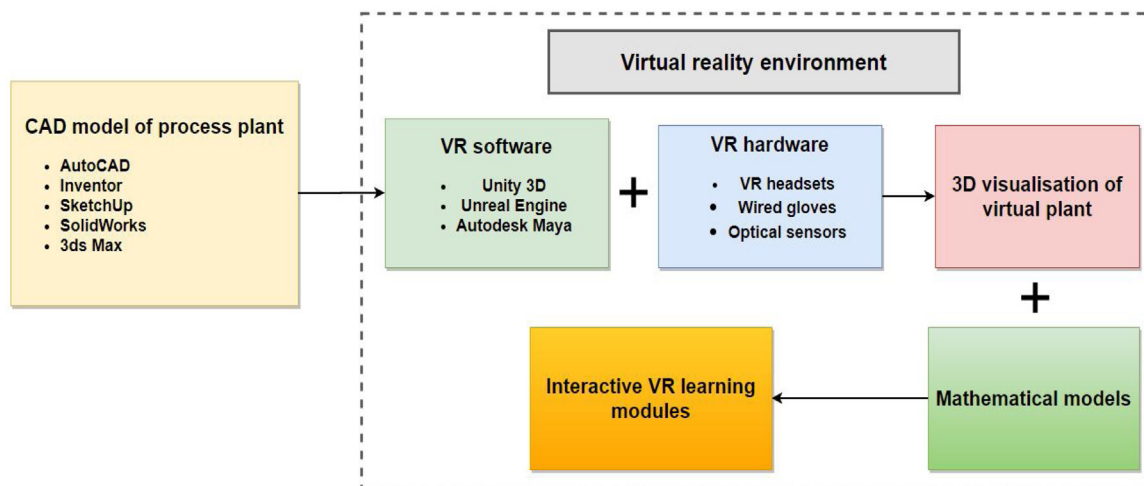 Virtual reality environment
CAD model of process plant
• AutoCAD
• Inventor
• SketchUp
• SolidWorks
• 3ds Max
VR software
• Unity 3D
• Unreal Engine
• Autodesk Maya
+
VR hardware
• VR headsets
• Wired gloves
• Optical sensors
3D visualisation of
virtual plant
+
Mathematical models
Interactive VR learning
modules